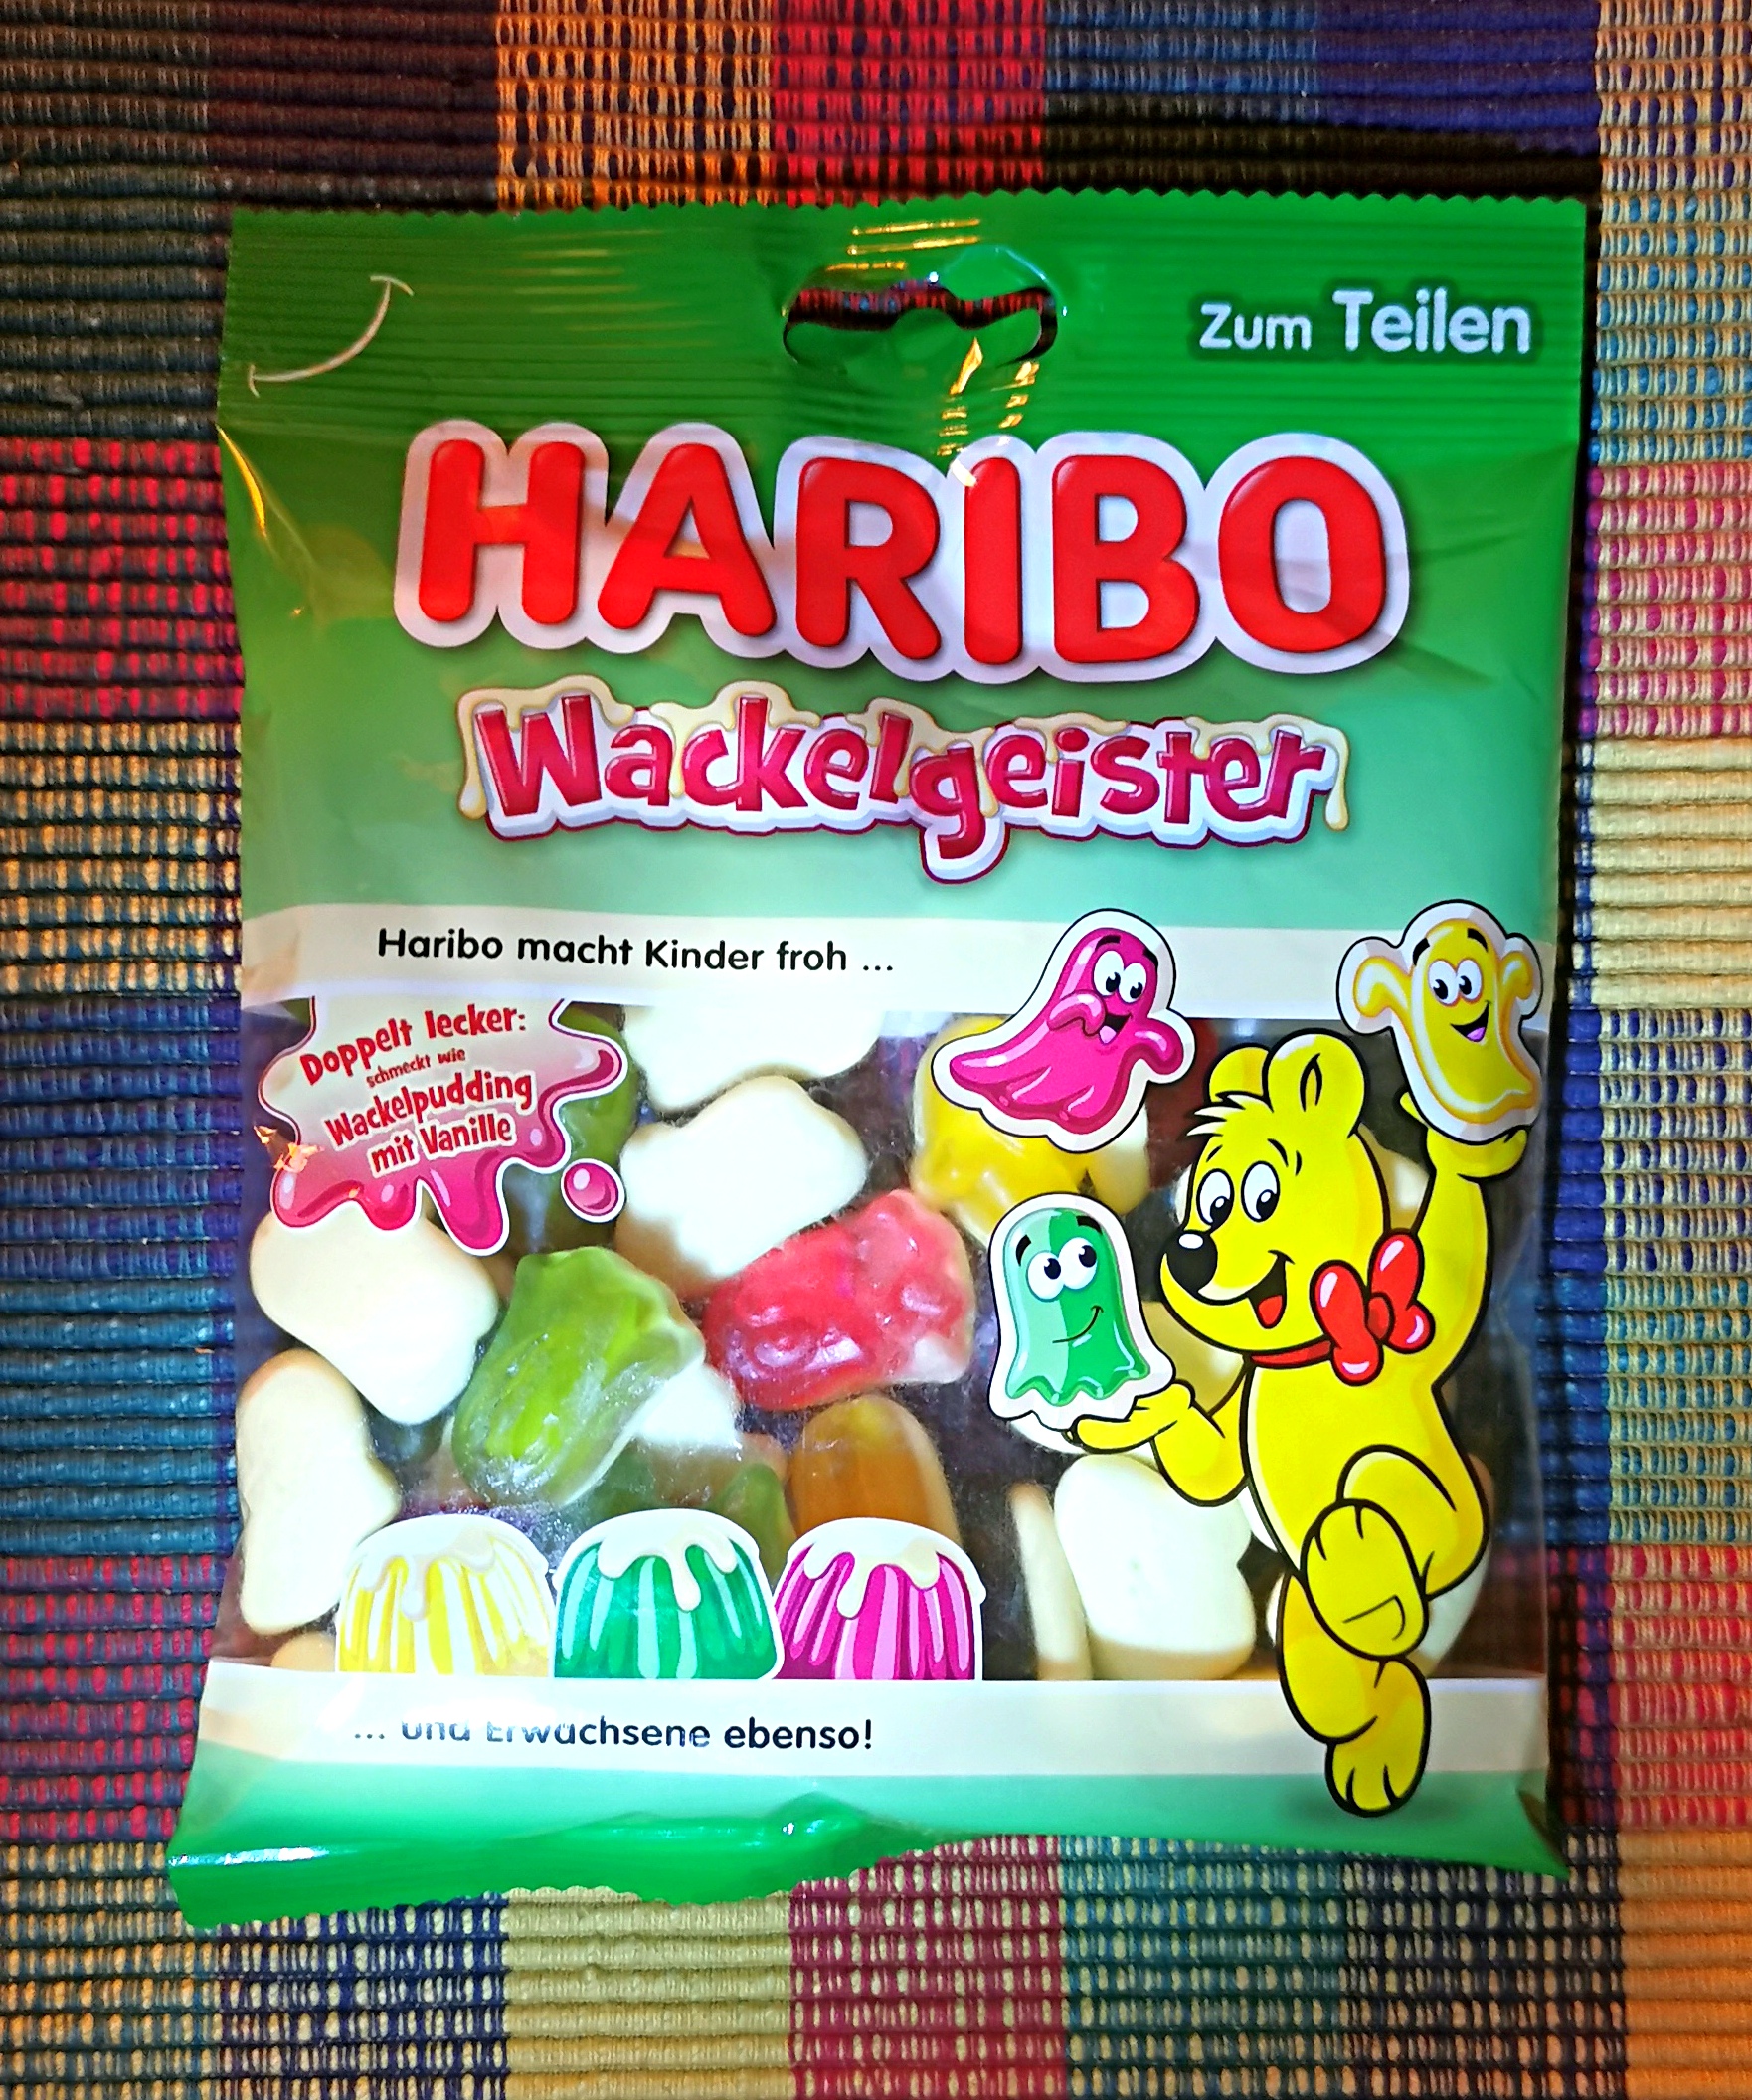 Zum Teilen
HARIBO
Wackelgeister
Haribo macht Kinder froh ...
Doppelt lecker:
schmeckt wie
Wackelpudding
mit Vanille
... und Erwachsene ebenso!